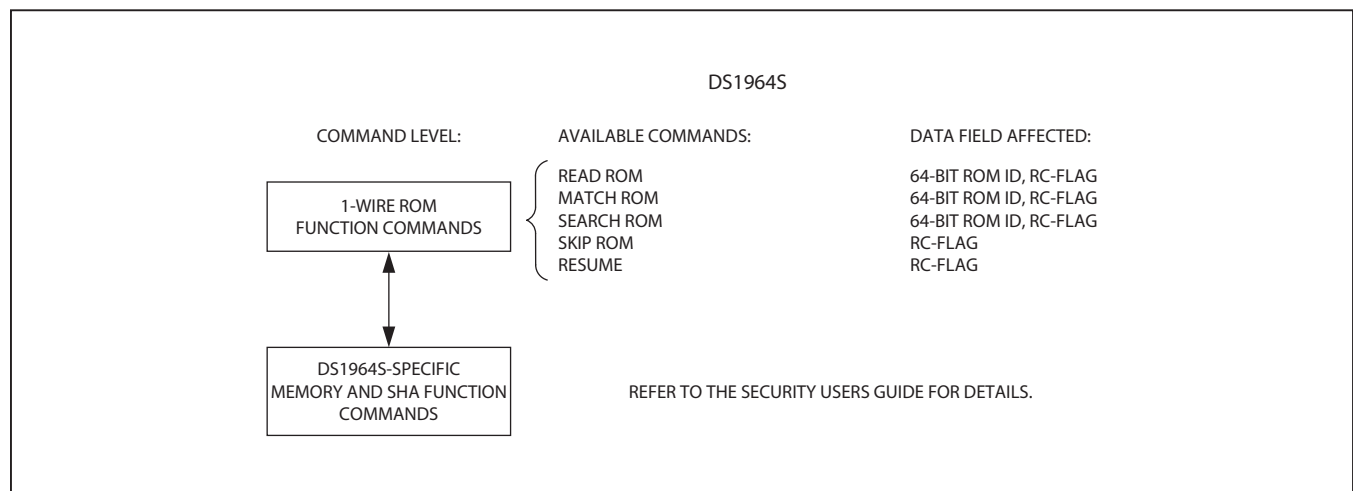 DS1964S
COMMAND LEVEL: AVAILABLE COMMANDS: DATA FIELD AFFECTED:
1-WIRE ROM
FUNCTION COMMANDS
READ ROM 64-BIT ROM ID, RC-FLAG
MATCH ROM 64-BIT ROM ID, RC-FLAG
SEARCH ROM 64-BIT ROM ID, RC-FLAG
SKIP ROM RC-FLAG
RESUME RC-FLAG
DS1964S-SPECIFIC
MEMORY AND SHA FUNCTION
COMMANDS
REFER TO THE SECURITY USERS GUIDE FOR DETAILS.